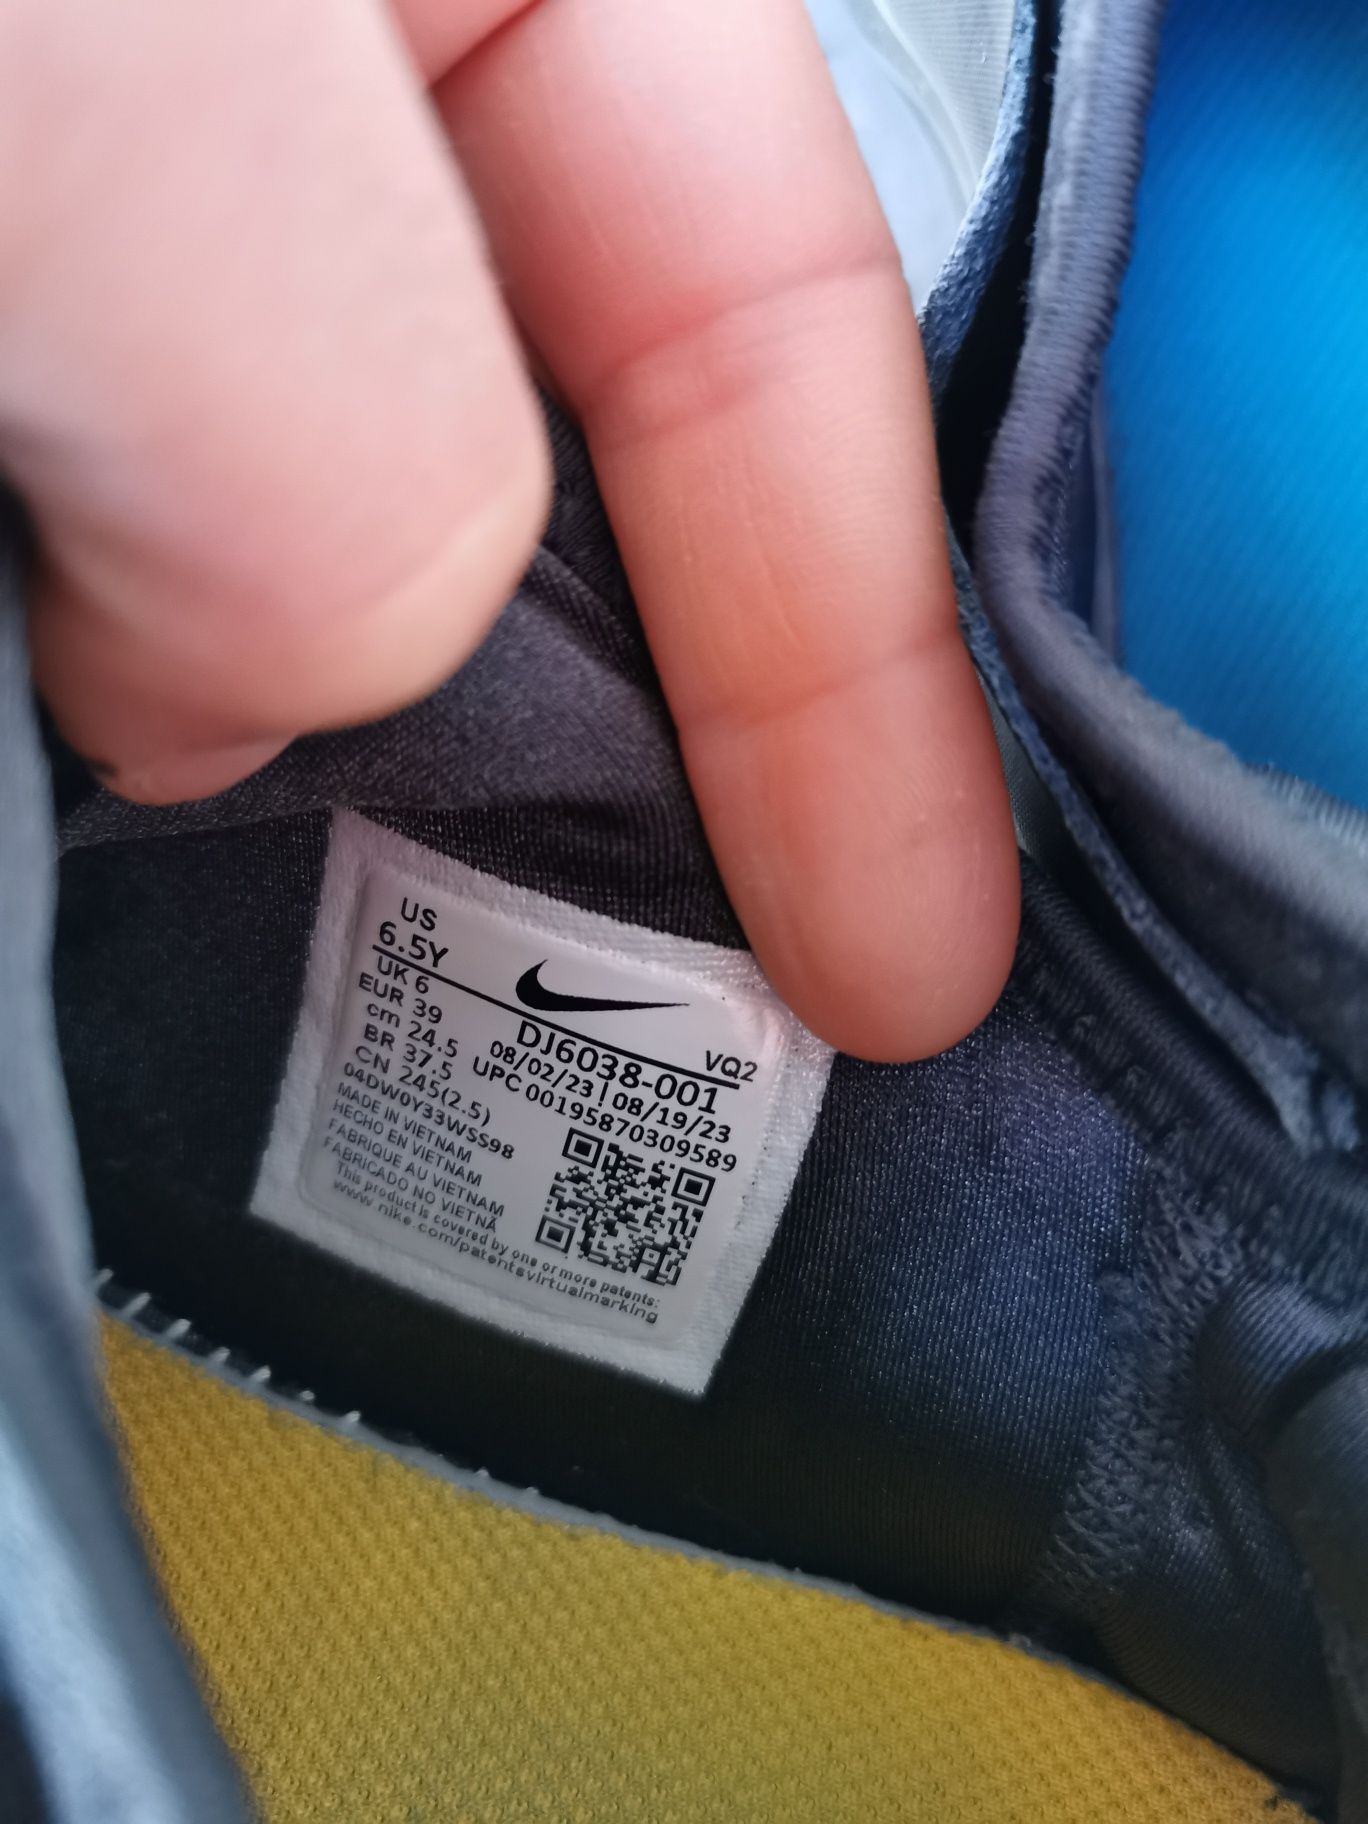 US
6.5Y
UK 6
EUR 39
cm 24.5
BR 37.5
CN 245(2.5)
04DW0Y33WSS98
MADE IN VIETNAM
HECHO EN VIETNAM
FABRIQUE AU VIETNAM
FABRICADO NO VIETNÃ
This product is covered by one or more patents:
www.nike.com/patentsvirtualmarking
VQ2
DJ6038-001
08/02/23 | 08/19/23
UPC 00195870309589